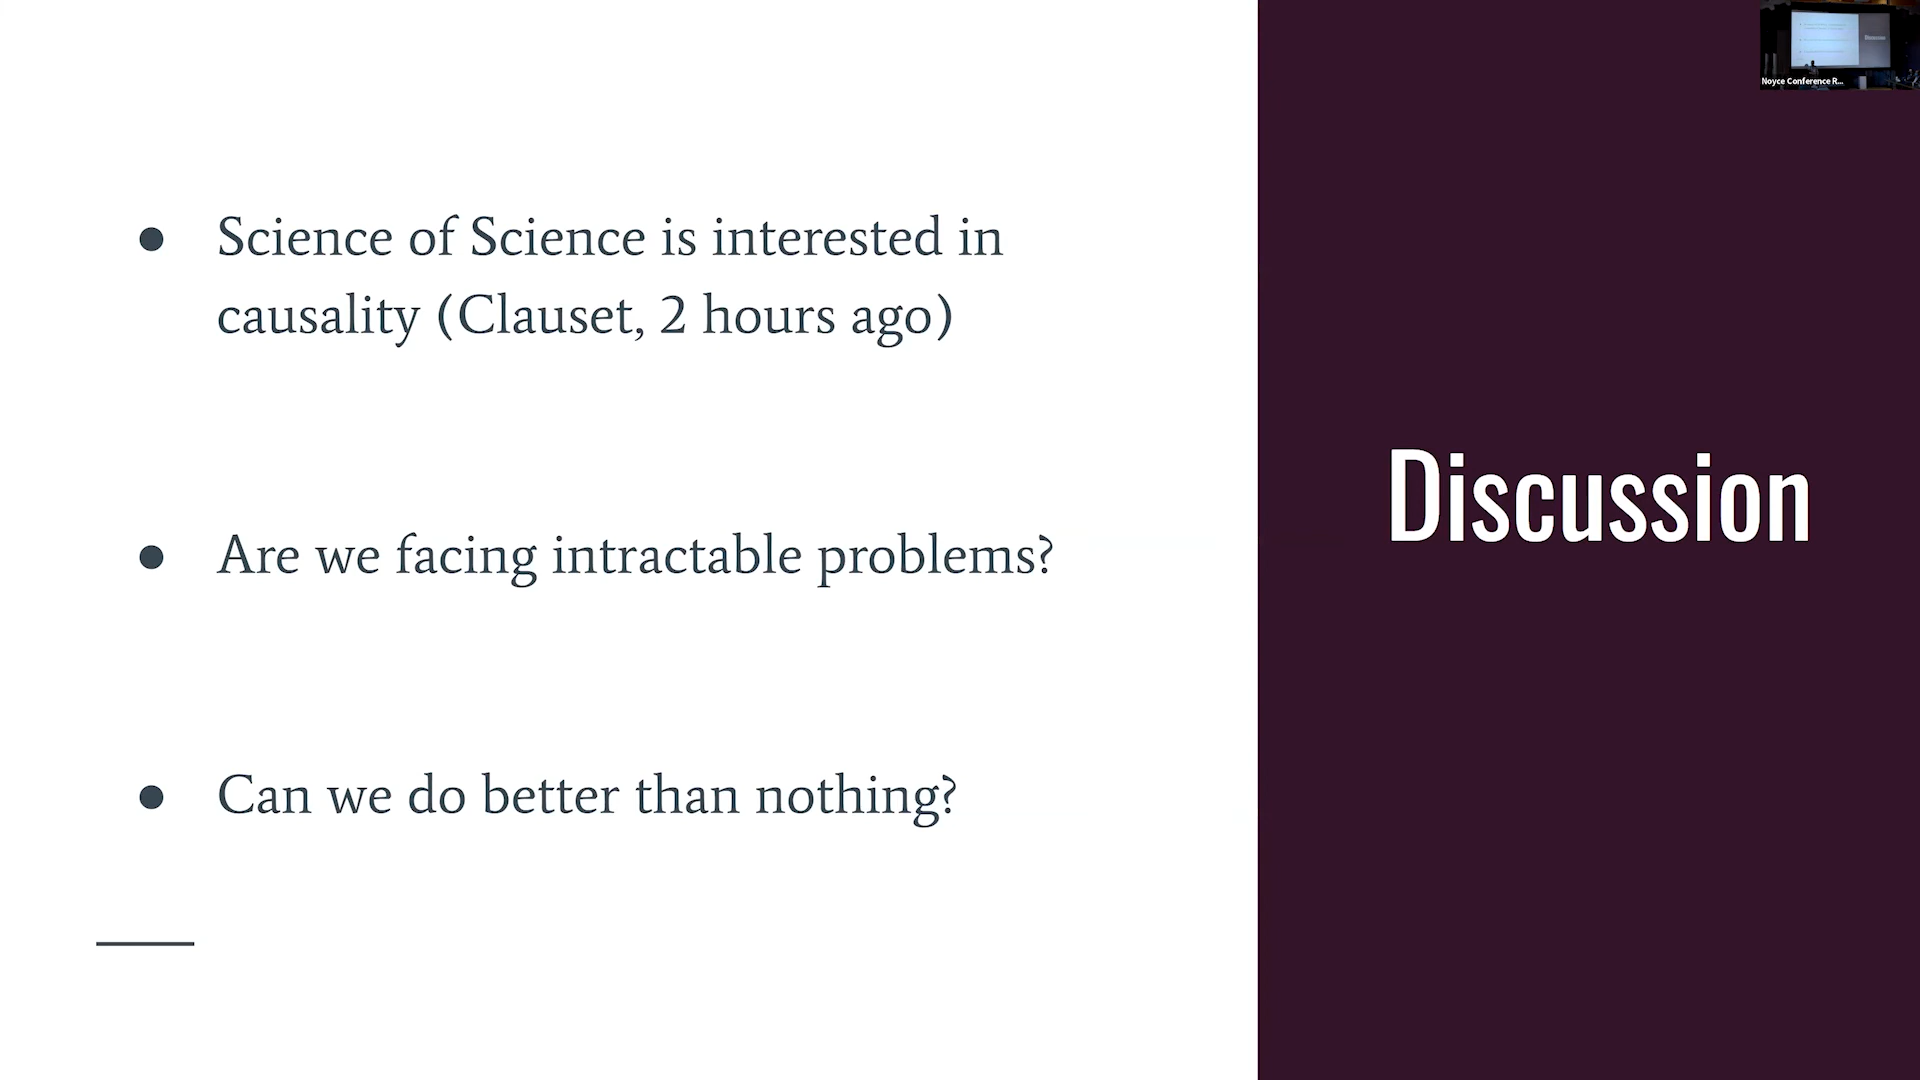 Noyce Conference R...
● Science of Science is interested in
causality (Clauset, 2 hours ago)
● Are we facing intractable problems?
● Can we do better than nothing?
Discussion